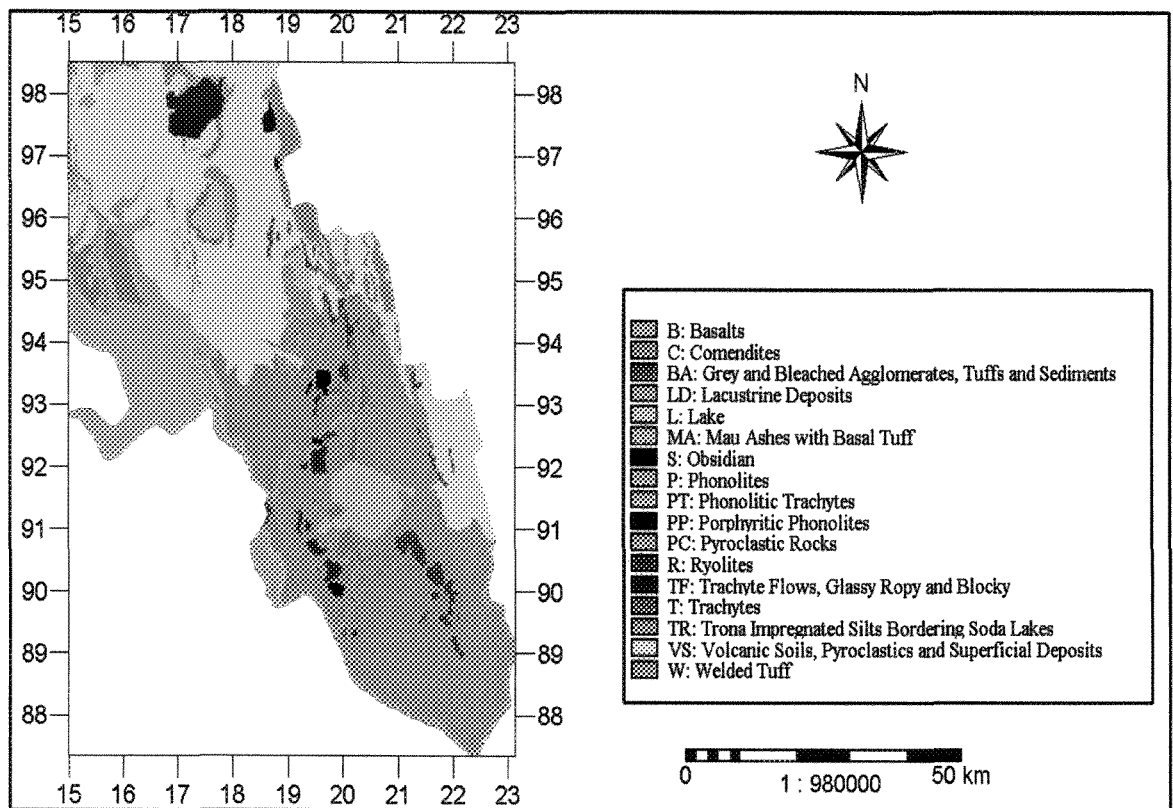 15 16 17 18 19 20 21 22 23
98 98
97 97
96 96
95 95
94 94
93 93
92 92
91 91
90 90
89 89
88 88
15 16 17 18 19 20 21 22 23
N
B: Basalts
C: Comendites
BA: Grey and Bleached Agglomerates, Tuffs and Sediments
LD: Lacustrine Deposits
L: Lake
MA: Mau Ashes with Basal Tuff
S: Obsidian
P: Phonolites
PT: Phonolitic Trachytes
PP: Porphyritic Phonolites
PC: Pyroclastic Rocks
R: Ryolites
TF: Trachyte Flows, Glassy Ropy and Blocky
T: Trachytes
TR: Trona Impregnated Silts Bordering Soda Lakes
VS: Volcanic Soils, Pyroclastics and Superficial Deposits
W: Welded Tuff
0 50 km
1 : 980000